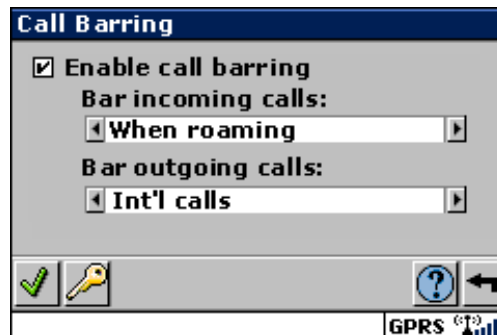 Call Barring
Enable call barring
Bar incoming calls:
When roaming
Bar outgoing calls:
Int'l calls
?
GPRS